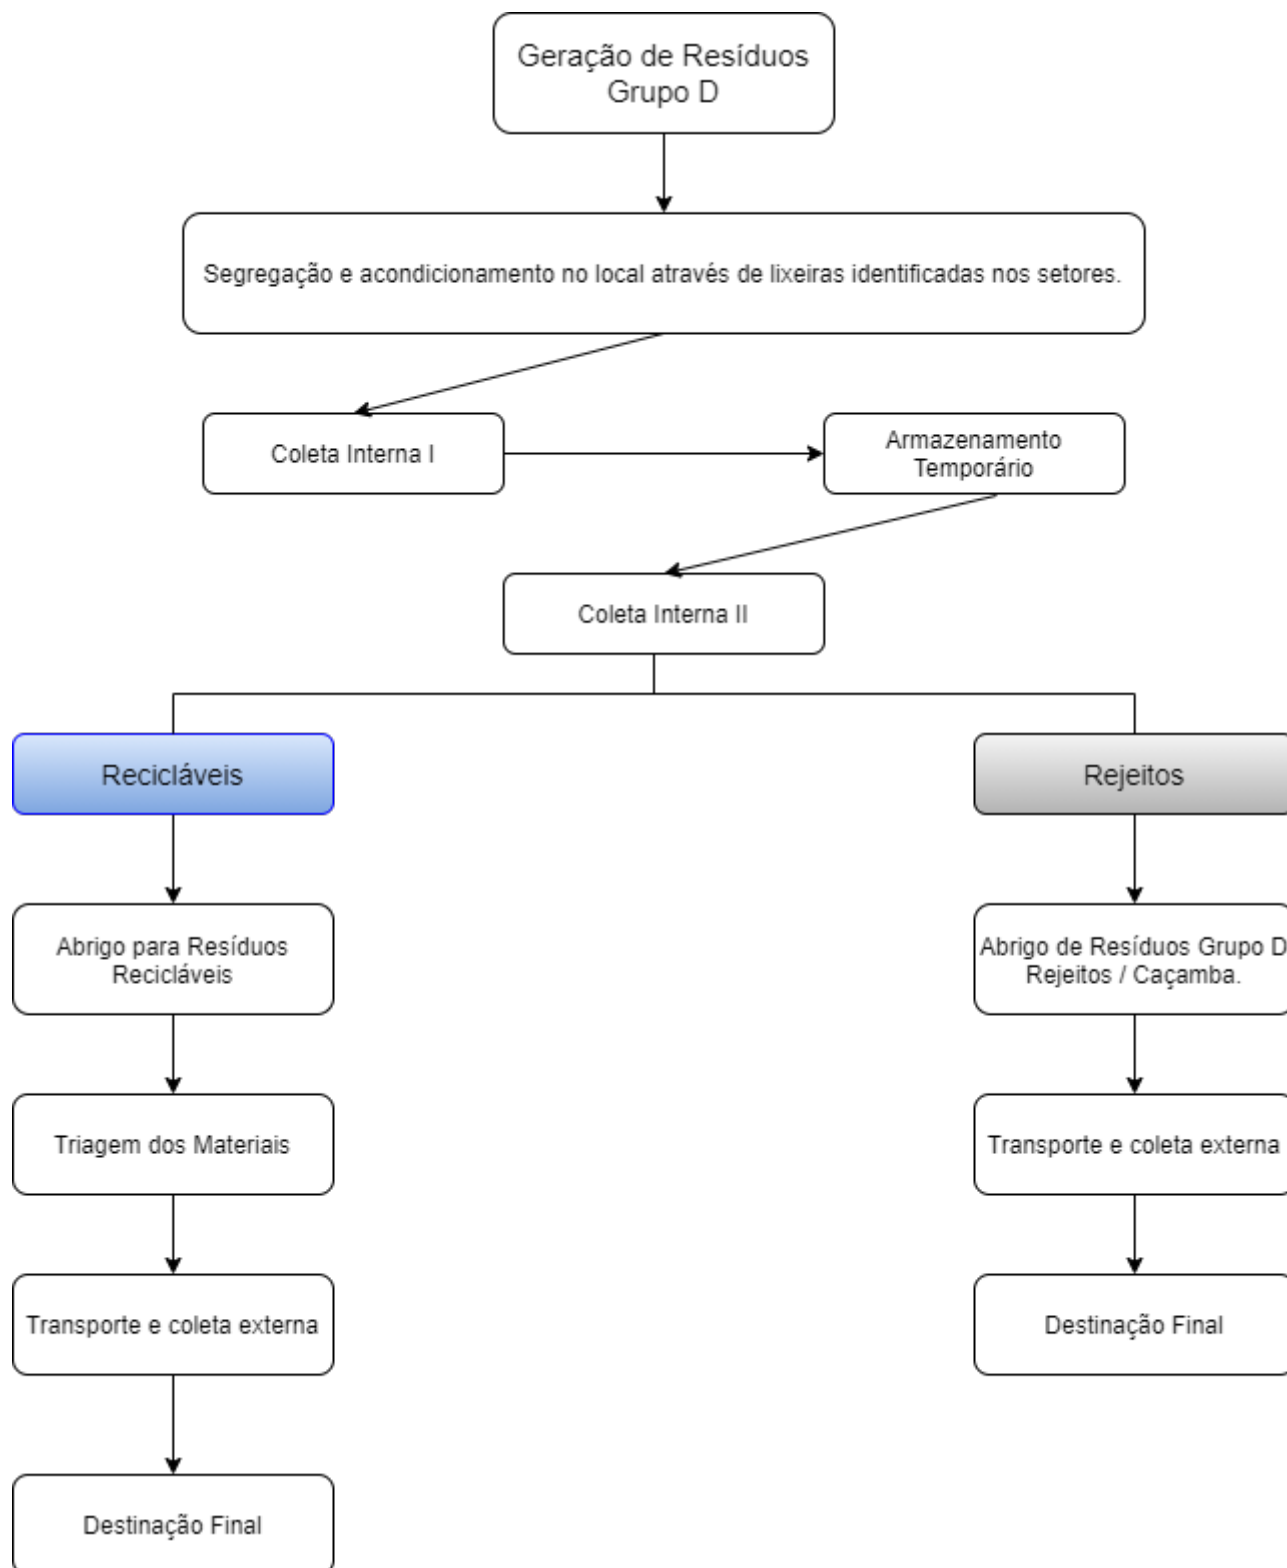 Geração de Resíduos
Grupo D
Segregação e acondicionamento no local através de lixeiras identificadas nos setores.
Coleta Interna I
Armazenamento
Temporário
Coleta Interna II
Recicláveis
Rejeitos
Abrigo para Resíduos
Recicláveis
Abrigo de Resíduos Grupo D
Rejeitos / Caçamba.
Triagem dos Materiais
Transporte e coleta externa
Transporte e coleta externa
Destinação Final
Destinação Final